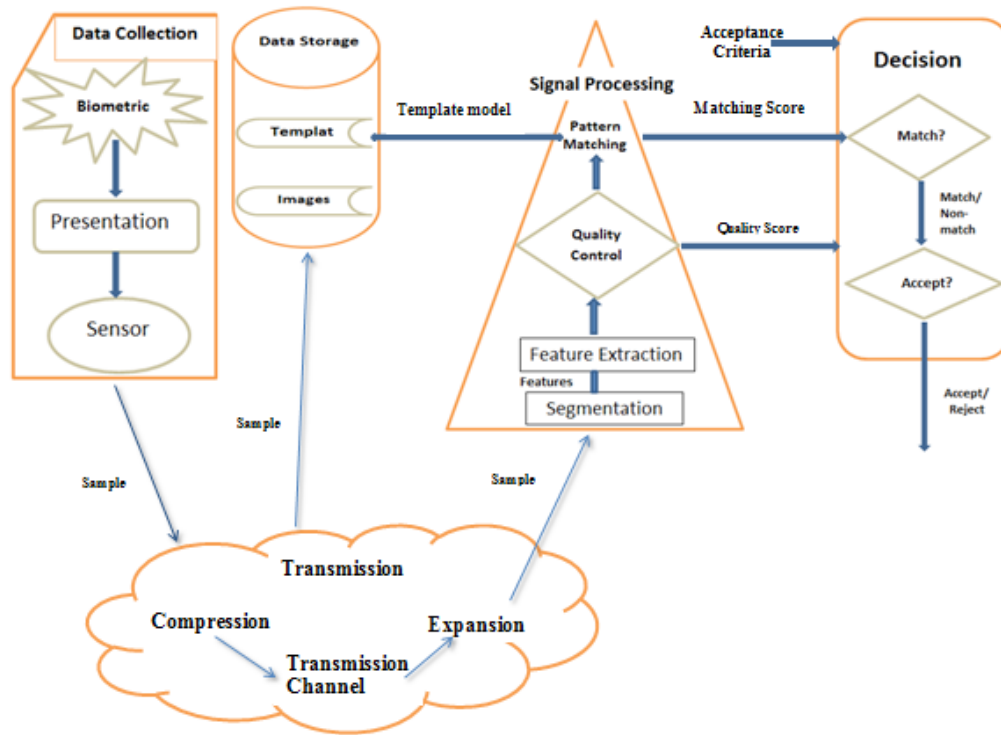 Data Collection
Biometric
Presentation
Sensor
Data Storage
Templat
Images
Template model
Signal Processing
Pattern
Matching
Quality
Control
Feature Extraction
Features
Segmentation
Matching Score
Quality Score
Acceptance
Criteria
Decision
Match?
Match/
Non-
match
Accept?
Accept/
Reject
Sample
Sample
Sample
Transmission
Compression
Transmission
Channel
Expansion